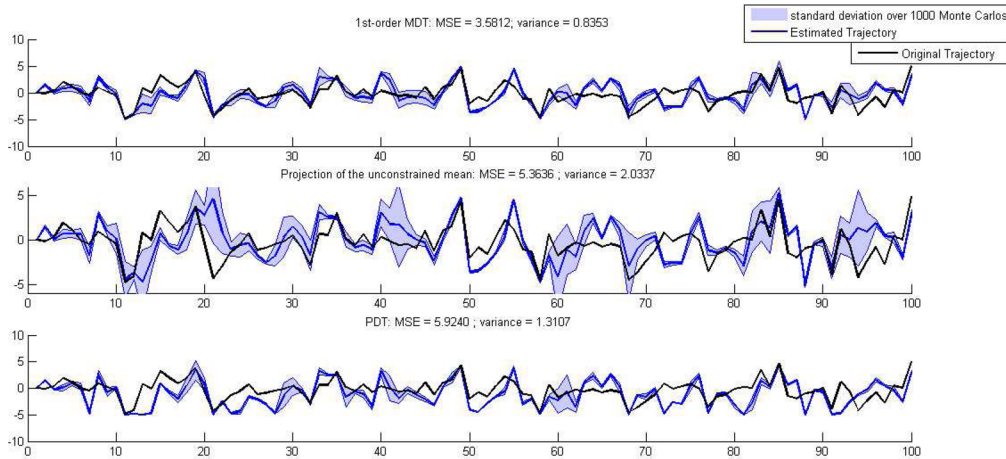 1st-order MDT: MSE = 3.5812; variance = 0.8353
standard deviation over 1000 Monte Carlos
Estimated Trajectory
Original Trajectory
10
5
0
-5
-10
0 10 20 30 40 50 60 70 80 90 100
Projection of the unconstrained mean: MSE = 5.3636 ; variance = 2.0337
5
0
-5
0 10 20 30 40 50 60 70 80 90 100
PDT: MSE = 5.9240 ; variance = 1.3107
10
5
0
-5
-10
0 10 20 30 40 50 60 70 80 90 100